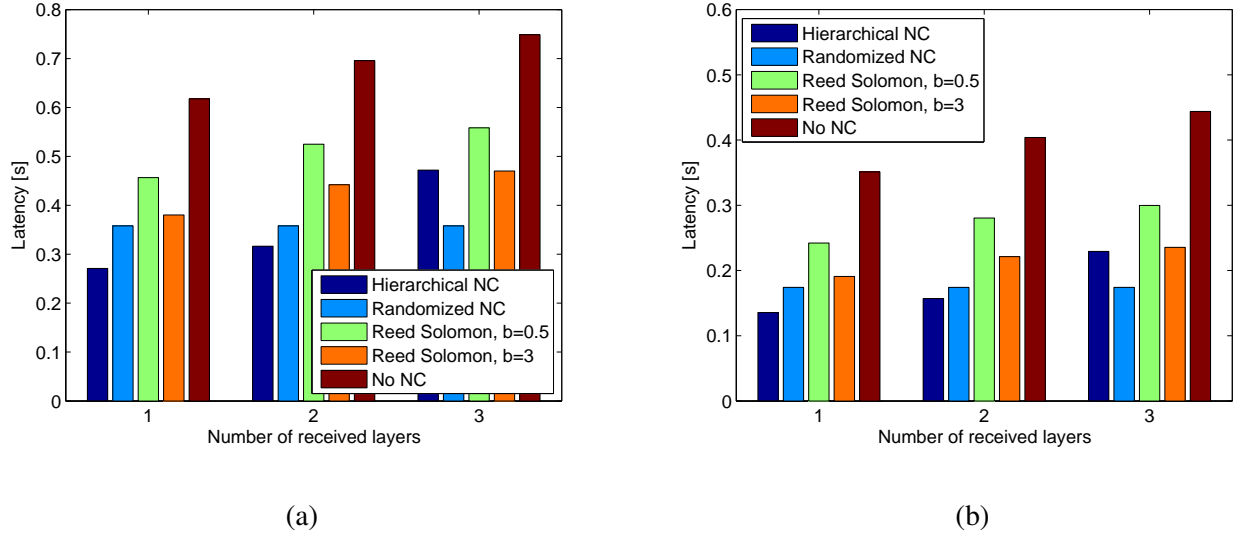 0.8
0.7
0.6
0.5
0.4
0.3
0.2
0.1
0
Latency [s]
1
2
3
Number of received layers
Hierarchical NC
Randomized NC
Reed Solomon, b=0.5
Reed Solomon, b=3
No NC
(a)
0.6
0.5
0.4
0.3
0.2
0.1
0
Latency [s]
1
2
3
Number of received layers
Hierarchical NC
Randomized NC
Reed Solomon, b=0.5
Reed Solomon, b=3
No NC
(b)